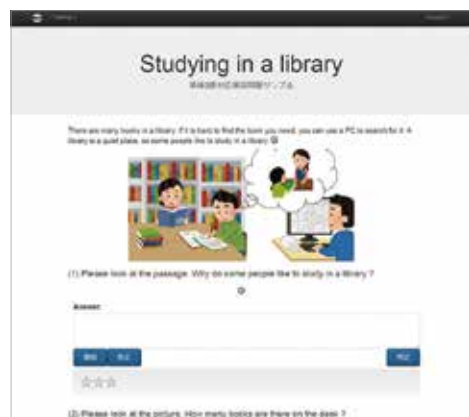 Studying in a library
There are many books in a library. If it is hard to find the book you need, you can use a PC to search for it. A
library is a quiet place, so some people like to study in a library.
(1) Please look at the passage. Why do some people like to study in a library ?
Answer:
(2) Please look at the picture. How many books are there on the desk ?